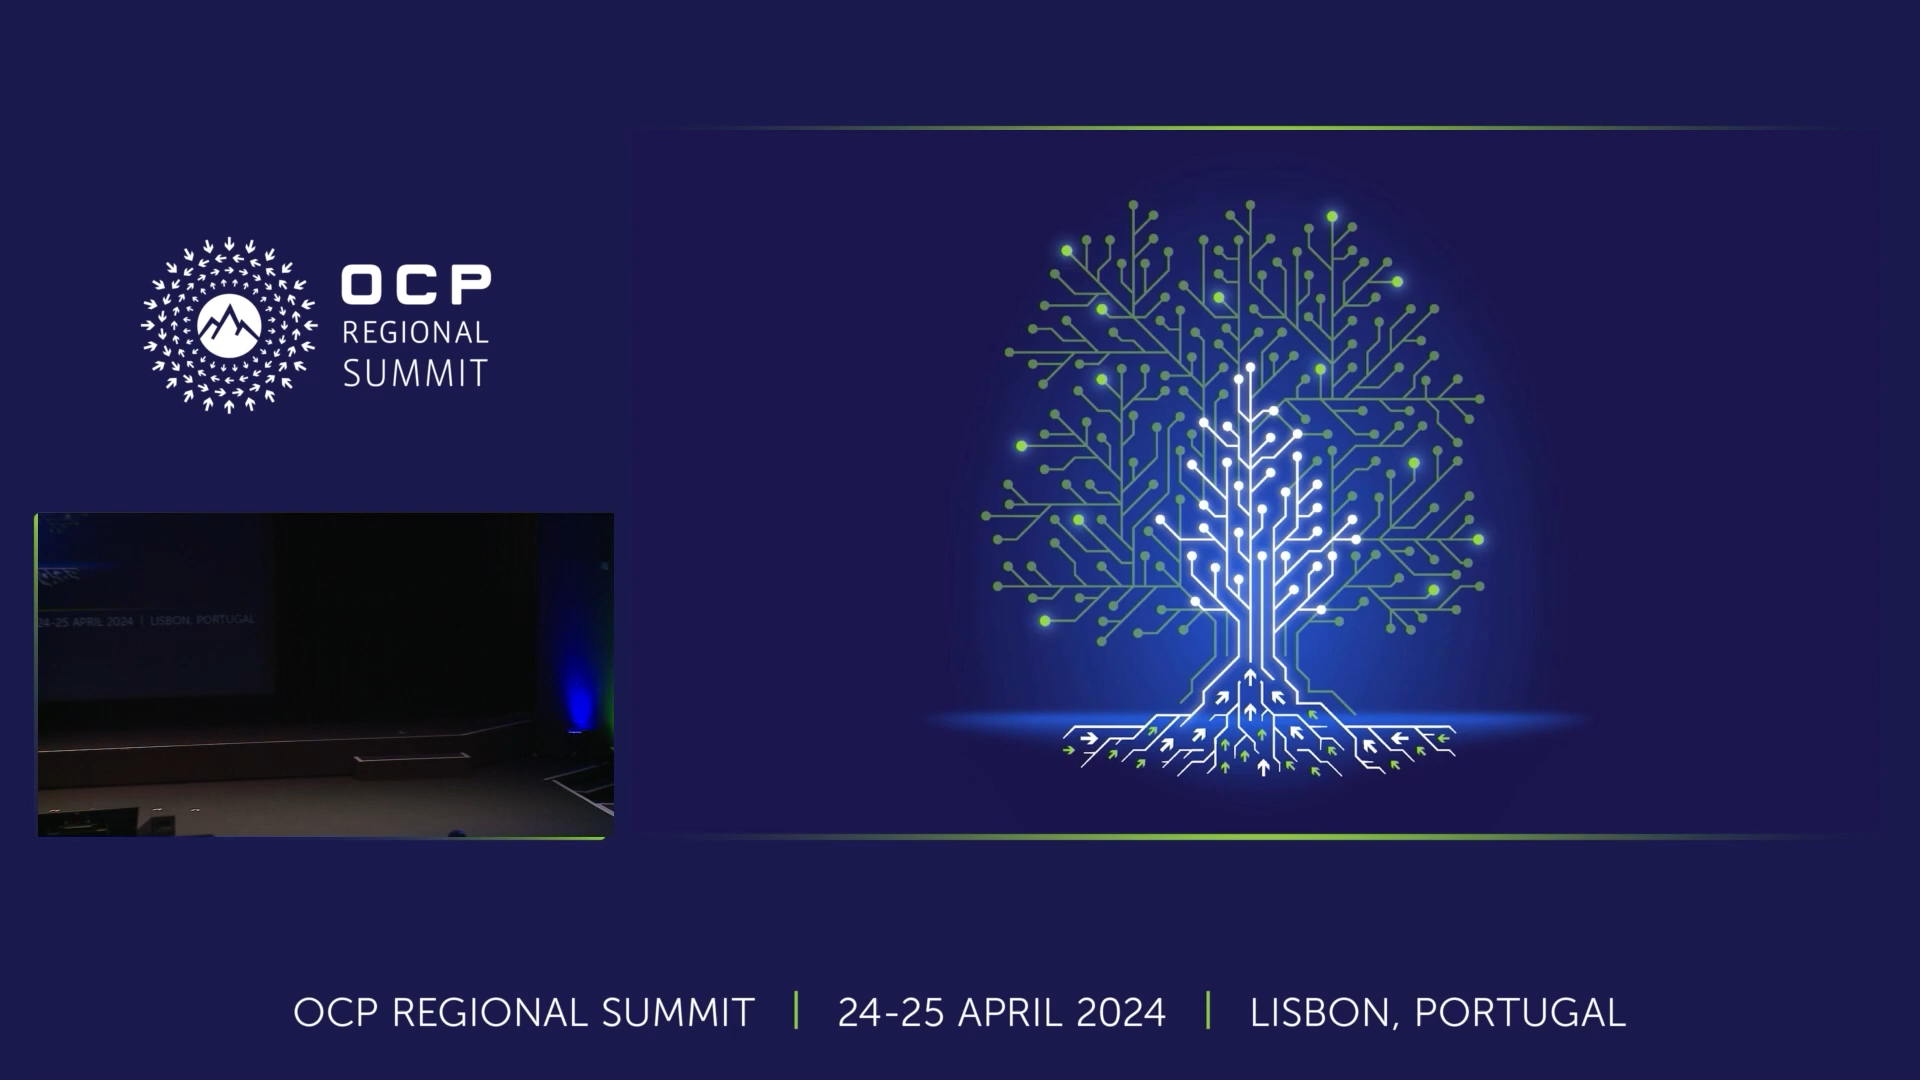 OCP
REGIONAL
SUMMIT
24-25 APRIL 2024 | LISBON, PORTUGAL
OCP REGIONAL SUMMIT | 24-25 APRIL 2024 | LISBON, PORTUGAL